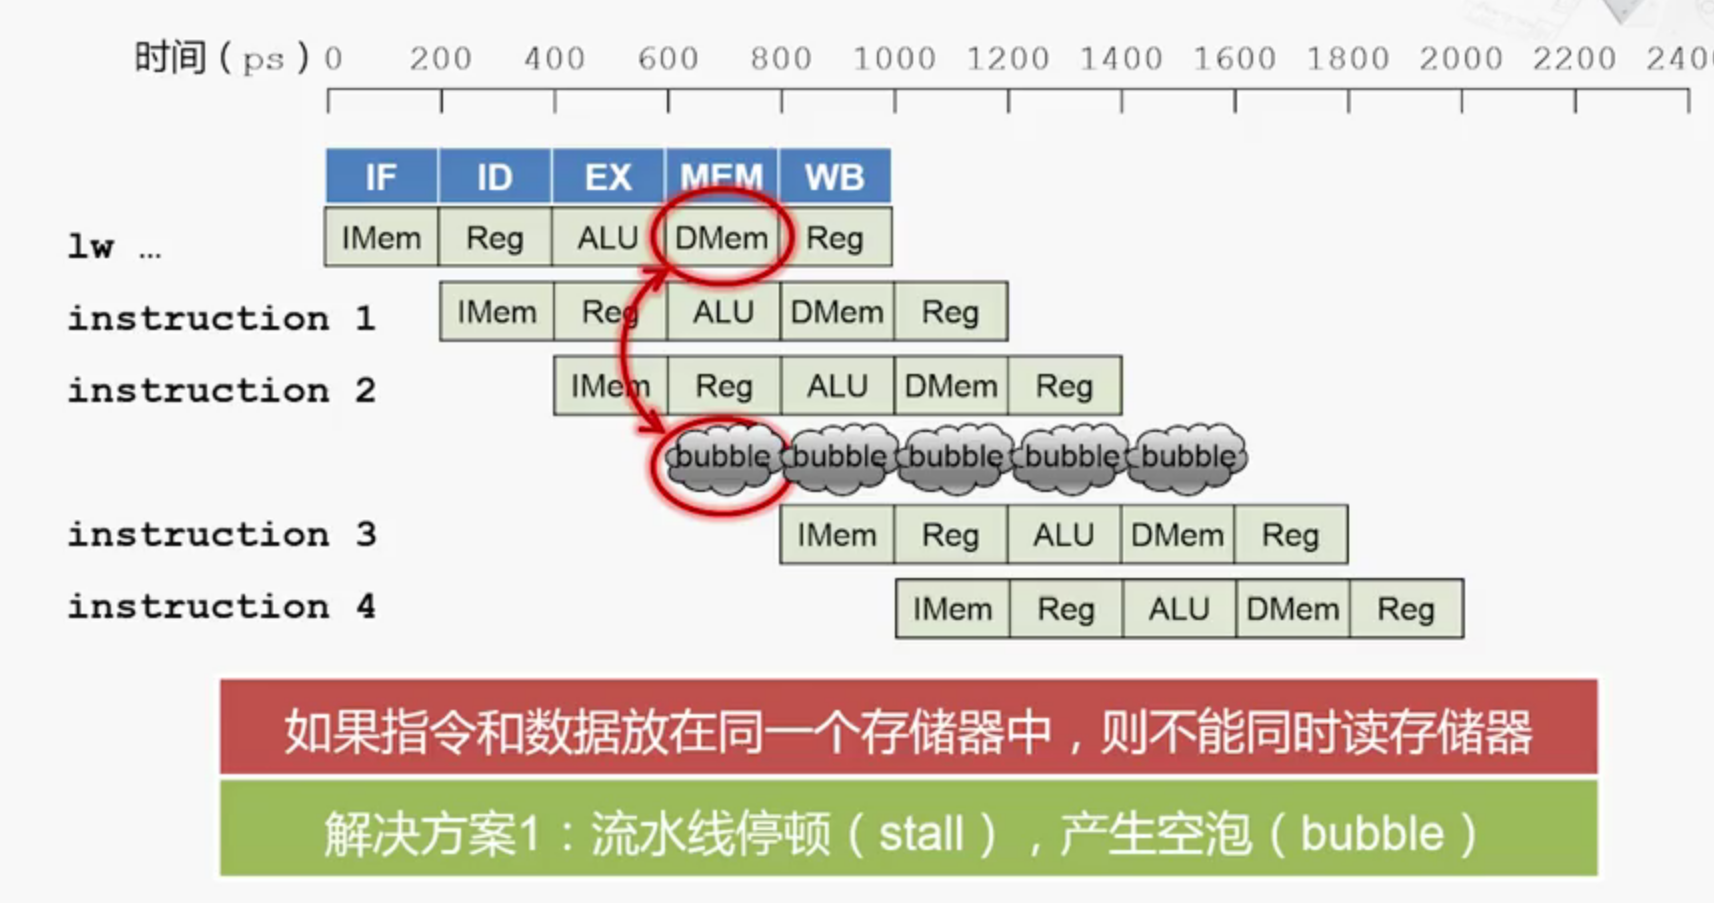 时间（ps）0 200 400 600 800 1000 1200 1400 1600 1800 2000 2200 240
IF ID EX MEM WB
lw … IMem Reg ALU DMem Reg
instruction 1 IMem Reg ALU DMem Reg
instruction 2 IMem Reg ALU DMem Reg
bubble bubble bubble bubble bubble
instruction 3 IMem Reg ALU DMem Reg
instruction 4 IMem Reg ALU DMem Reg
如果指令和数据放在同一个存储器中，则不能同时读存储器
解决方案1：流水线停顿（stall），产生空泡（bubble）